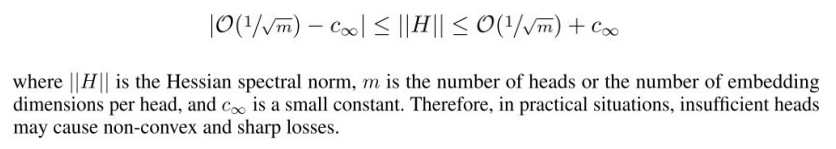 |𝒪(1/√m) − c∞| ≤ ||H|| ≤ 𝒪(1/√m) + c∞
where ||H|| is the Hessian spectral norm, m is the number of heads or the number of embedding
dimensions per head, and c∞ is a small constant. Therefore, in practical situations, insufficient heads
may cause non-convex and sharp losses.